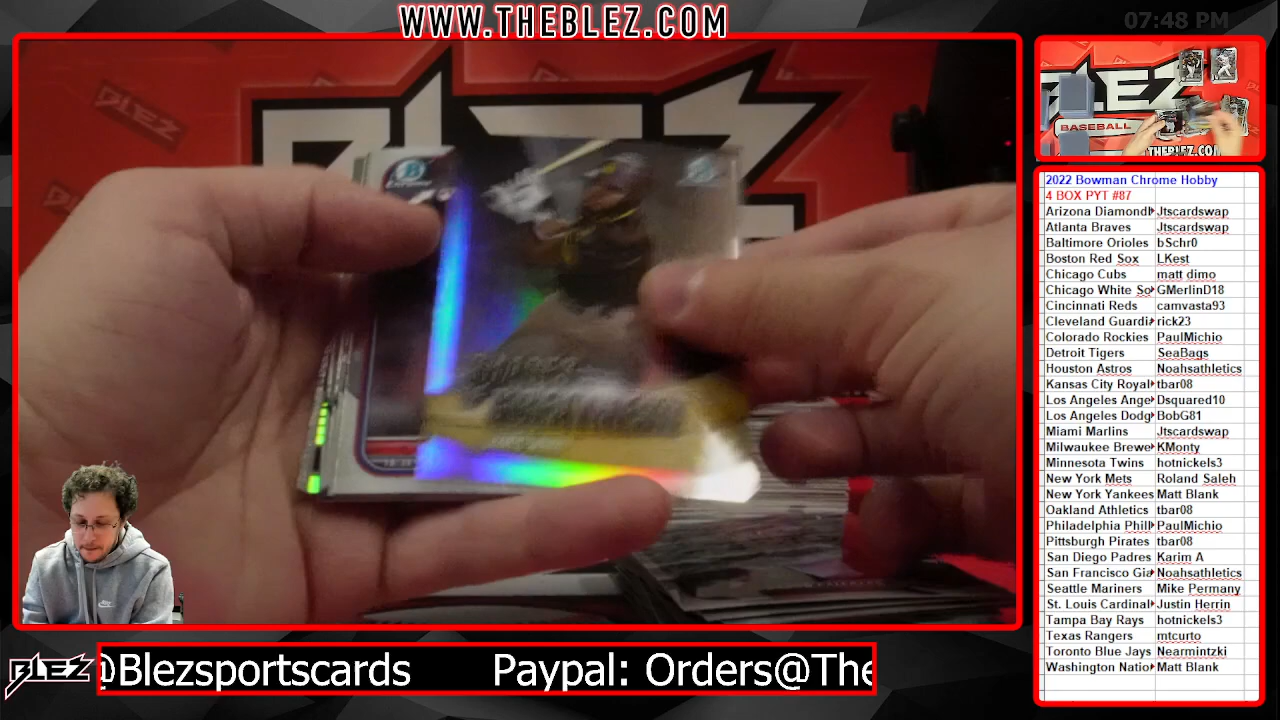 WWW.THEBLEZ.COM
07:48 PM
BLEZ
BLEZ
BASEBALL
THEBLEZ.COM
2022 Bowman Chrome Hobby
4 BOX PYT #87
Arizona Diamondb Jtscardswap
Atlanta Braves Jtscardswap
Baltimore Orioles bSchr0
Boston Red Sox LKest
Chicago Cubs matt dimo
Chicago White So GMerlinD18
Cincinnati Reds camvasta93
Cleveland Guardi rick23
Colorado Rockies PaulMichio
Detroit Tigers SeaBags
Houston Astros Noahsathletics
Kansas City Royal tbar08
Los Angeles Ange Dsquared10
Los Angeles Dodg BobG81
Miami Marlins Jtscardswap
Milwaukee Brewe KMonty
Minnesota Twins hotnickels3
New York Mets Roland Saleh
New York Yankees Matt Blank
Oakland Athletics tbar08
Philadelphia Phill PaulMichio
Pittsburgh Pirates tbar08
San Diego Padres Karim A
San Francisco Gia Noahsathletics
Seattle Mariners Mike Permany
St. Louis Cardinal Justin Herrin
Tampa Bay Rays hotnickels3
Texas Rangers mtcurto
Toronto Blue Jays Nearmintzki
Washington Natio Matt Blank
BLEZ @Blezsportscards Paypal: Orders@The